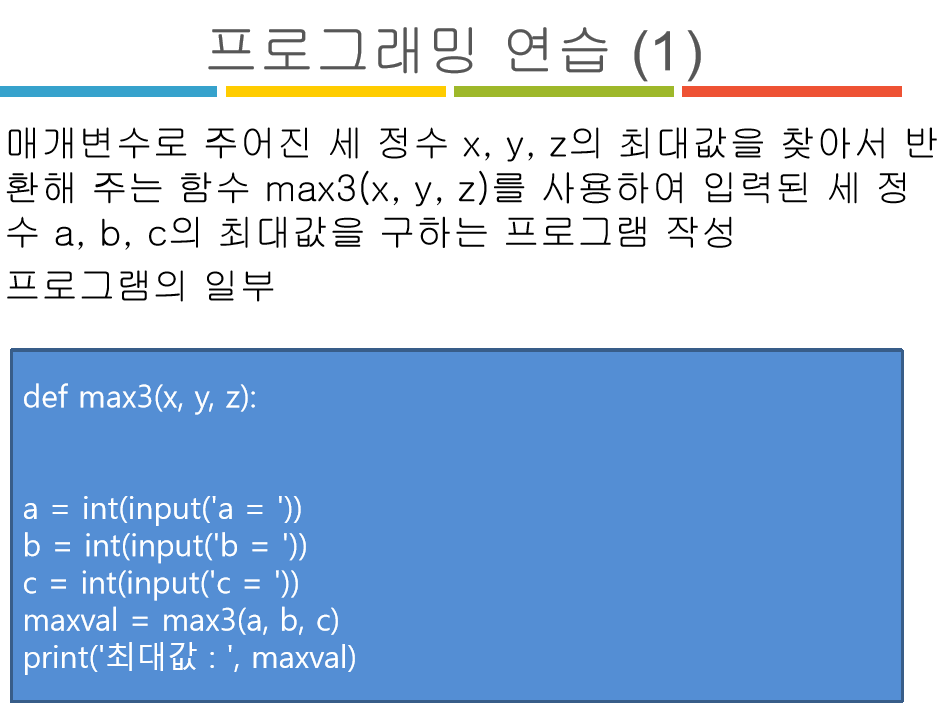 프로그래밍 연습 (1)
매개변수로 주어진 세 정수 x, y, z의 최대값을 찾아서 반
환해 주는 함수 max3(x, y, z)를 사용하여 입력된 세 정
수 a, b, c의 최대값을 구하는 프로그램 작성
프로그램의 일부
def max3(x, y, z):
a = int(input('a = '))
b = int(input('b = '))
c = int(input('c = '))
maxval = max3(a, b, c)
print('최대값 : ', maxval)